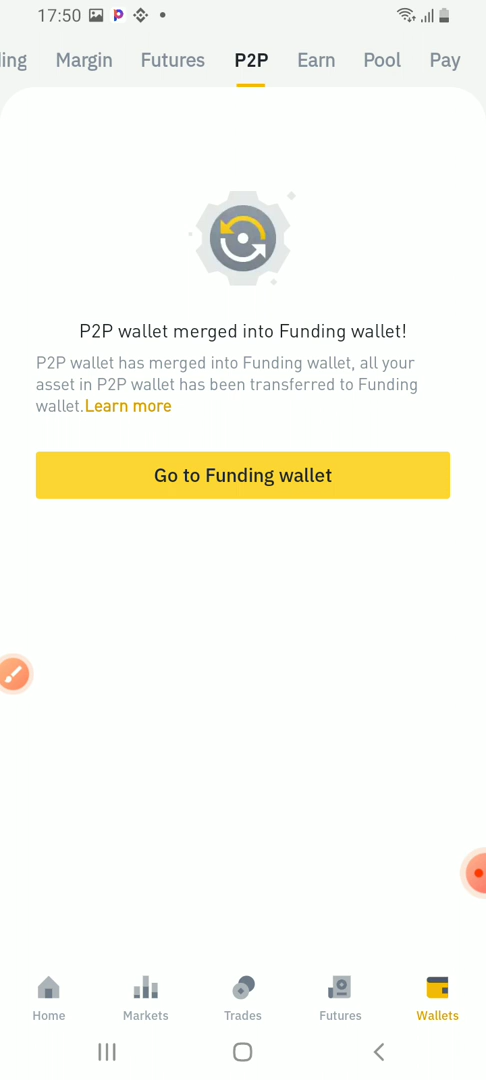 17:50
ing Margin Futures P2P Earn Pool Pay
P2P wallet merged into Funding wallet!
P2P wallet has merged into Funding wallet, all your
asset in P2P wallet has been transferred to Funding
wallet.Learn more
Go to Funding wallet
Home Markets Trades Futures Wallets